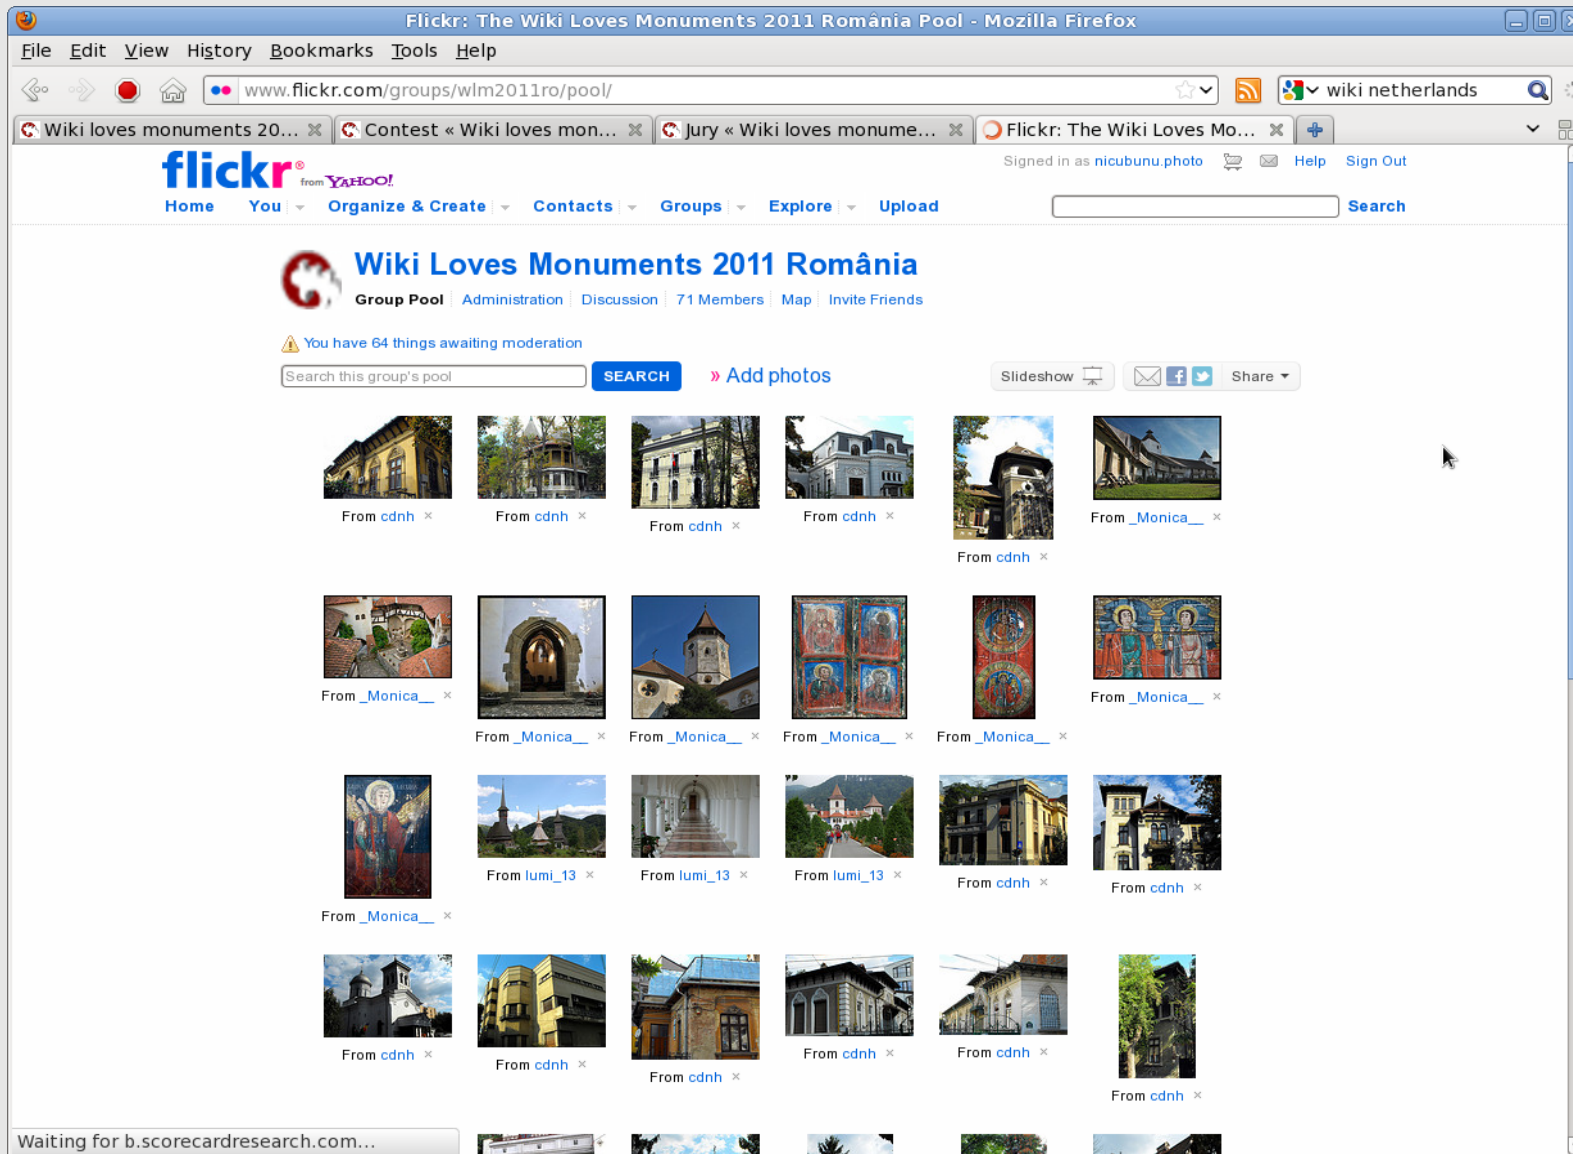 Flickr: The Wiki Loves Monuments 2011 România Pool - Mozilla Firefox
File Edit View History Bookmarks Tools Help
www.flickr.com/groups/wlm2011ro/pool/ wiki netherlands
Wiki loves monuments 20... Contest « Wiki loves mon... Jury « Wiki loves monume... Flickr: The Wiki Loves Mo...
flickr® from YAHOO! Signed in as nicubunu.photo Help Sign Out
Home You Organize & Create Contacts Groups Explore Upload Search
Wiki Loves Monuments 2011 România
Group Pool Administration Discussion 71 Members Map Invite Friends
You have 64 things awaiting moderation
Search this group's pool SEARCH » Add photos Slideshow Share
From cdnh From cdnh From cdnh From cdnh From cdnh From _Monica__
From _Monica__ From _Monica__ From _Monica__ From _Monica__ From _Monica__ From _Monica__
From _Monica__ From lumi_13 From lumi_13 From lumi_13 From cdnh From cdnh
From cdnh From cdnh From cdnh From cdnh From cdnh From cdnh
Waiting for b.scorecardresearch.com...